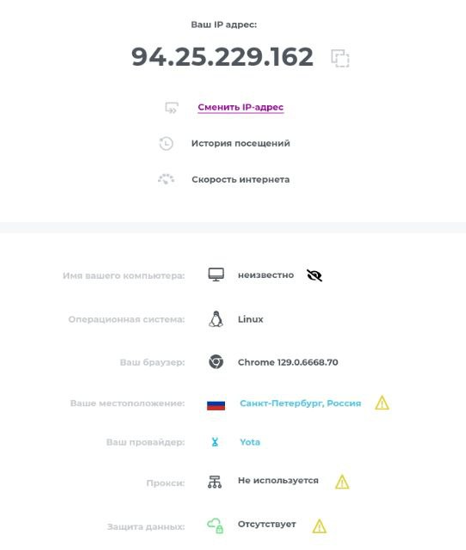 Ваш IP адрес:
94.25.229.162
Сменить IP-адрес
История посещений
Скорость интернета
Имя вашего компьютера: неизвестно
Операционная система: Linux
Ваш браузер: Chrome 129.0.6668.70
Ваше местоположение: Санкт-Петербург, Россия
Ваш провайдер: Yota
Прокси: Не используется
Защита данных: Отсутствует